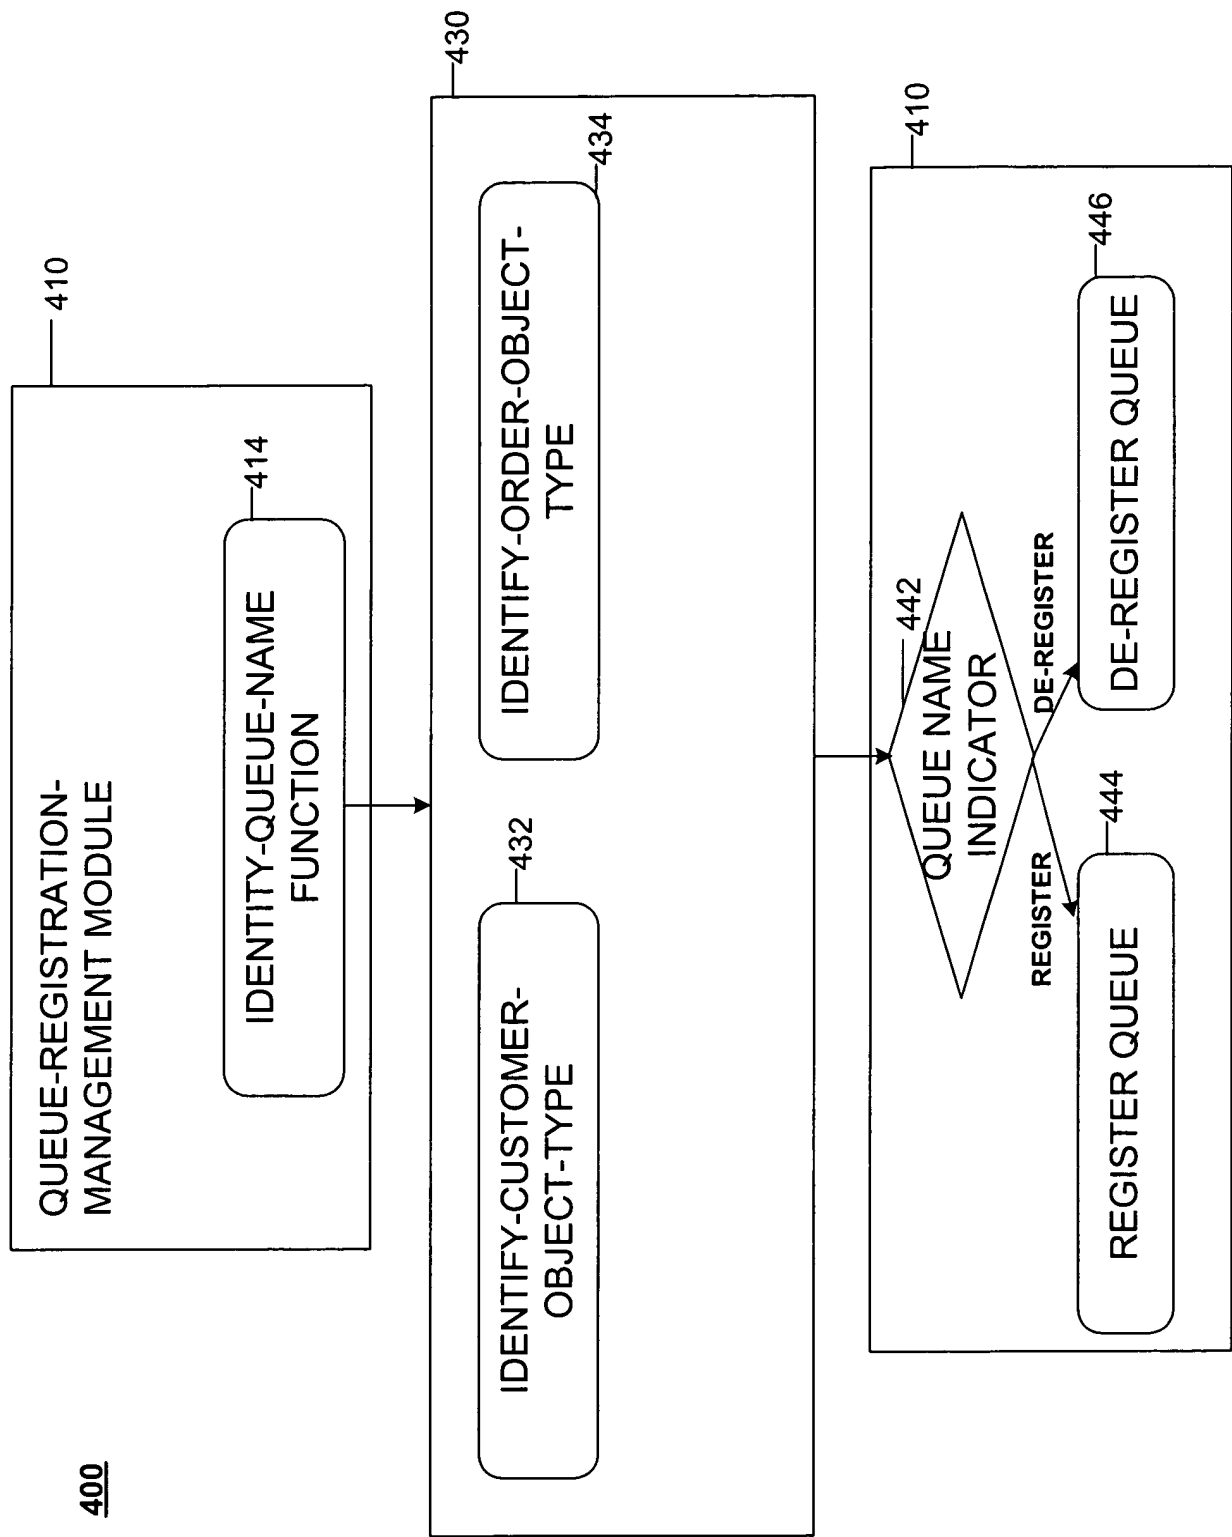 400
QUEUE-REGISTRATION-
MANAGEMENT MODULE
410
IDENTITY-QUEUE-NAME
FUNCTION
414
430
IDENTIFY-CUSTOMER-
OBJECT-TYPE
432
IDENTIFY-ORDER-OBJECT-
TYPE
434
410
QUEUE NAME
INDICATOR
442
REGISTER
DE-REGISTER
REGISTER QUEUE
444
DE-REGISTER QUEUE
446